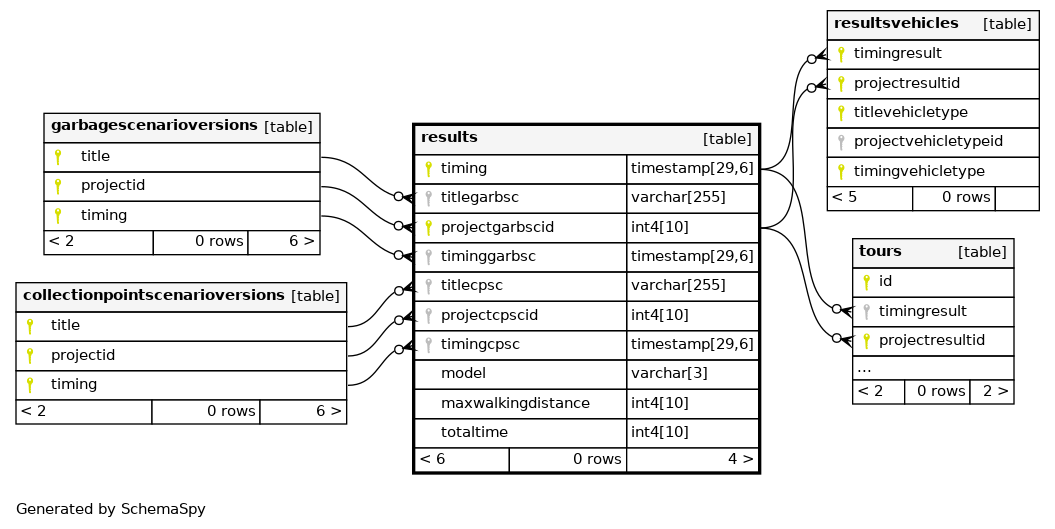 resultsvehicles [table]
timingresult
projectresultid
titlevehicletype
projectvehicletypeid
timingvehicletype
< 5 0 rows
garbagescenarioversions [table]
title
projectid
timing
< 2 0 rows 6 >
results [table]
timing timestamp[29,6]
titlegarbsc varchar[255]
projectgarbscid int4[10]
timinggarbsc timestamp[29,6]
titlecpsc varchar[255]
projectcpscid int4[10]
timingcpsc timestamp[29,6]
model varchar[3]
maxwalkingdistance int4[10]
totaltime int4[10]
< 6 0 rows 4 >
tours [table]
id
timingresult
projectresultid
...
< 2 0 rows 2 >
collectionpointscenarioversions [table]
title
projectid
timing
< 2 0 rows 6 >
Generated by SchemaSpy